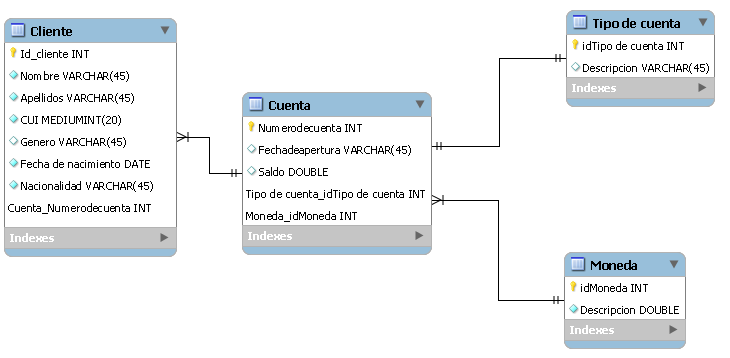 Cliente
Id_cliente INT
Nombre VARCHAR(45)
Apellidos VARCHAR(45)
CUI MEDIUMINT(20)
Genero VARCHAR(45)
Fecha de nacimiento DATE
Nacionalidad VARCHAR(45)
Cuenta_Numerodecuenta INT
Indexes
Cuenta
Numerodecuenta INT
Fechadeapertura VARCHAR(45)
Saldo DOUBLE
Tipo de cuenta_idTipo de cuenta INT
Moneda_idMoneda INT
Indexes
Tipo de cuenta
idTipo de cuenta INT
Descripcion VARCHAR(45)
Indexes
Moneda
idMoneda INT
Descripcion DOUBLE
Indexes